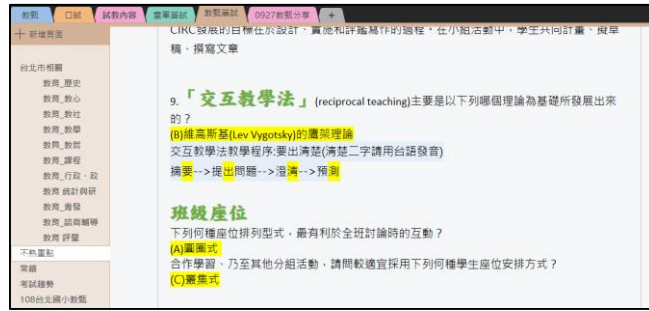 教甄
口試
試教內容
靈軍筆試
教甄筆試
0927教甄分享
+
新增頁面
CIRC發展的目標在於設計、實施和評鑑寫作的過程。在小組活動中，學生共同計畫、擬草
稿、撰寫文章
台北市相關
教育_歷史
教育_教心
教育_教社
教育_教學
教育_教哲
教育_課程
教育_行政、政
教育 統計與研
教育_青發
教育_諮商輔導
教育 評量
不熟重點
常錯
考試趨勢
108台北國小教甄
9.「交互教學法」(reciprocal teaching)主要是以下列哪個理論為基礎所發展出來
的？
(B)維高斯基(Lev Vygotsky)的鷹架理論
交互教學法教學程序:要出清楚(清楚二字請用台語發音)
摘要-->提出問題-->澄清-->預測
班級座位
下列何種座位排列型式，最有利於全班討論時的互動？
(A)圓圈式
合作學習、乃至其他分組活動，請問較適宜採用下列何種學生座位安排方式？
(C)叢集式